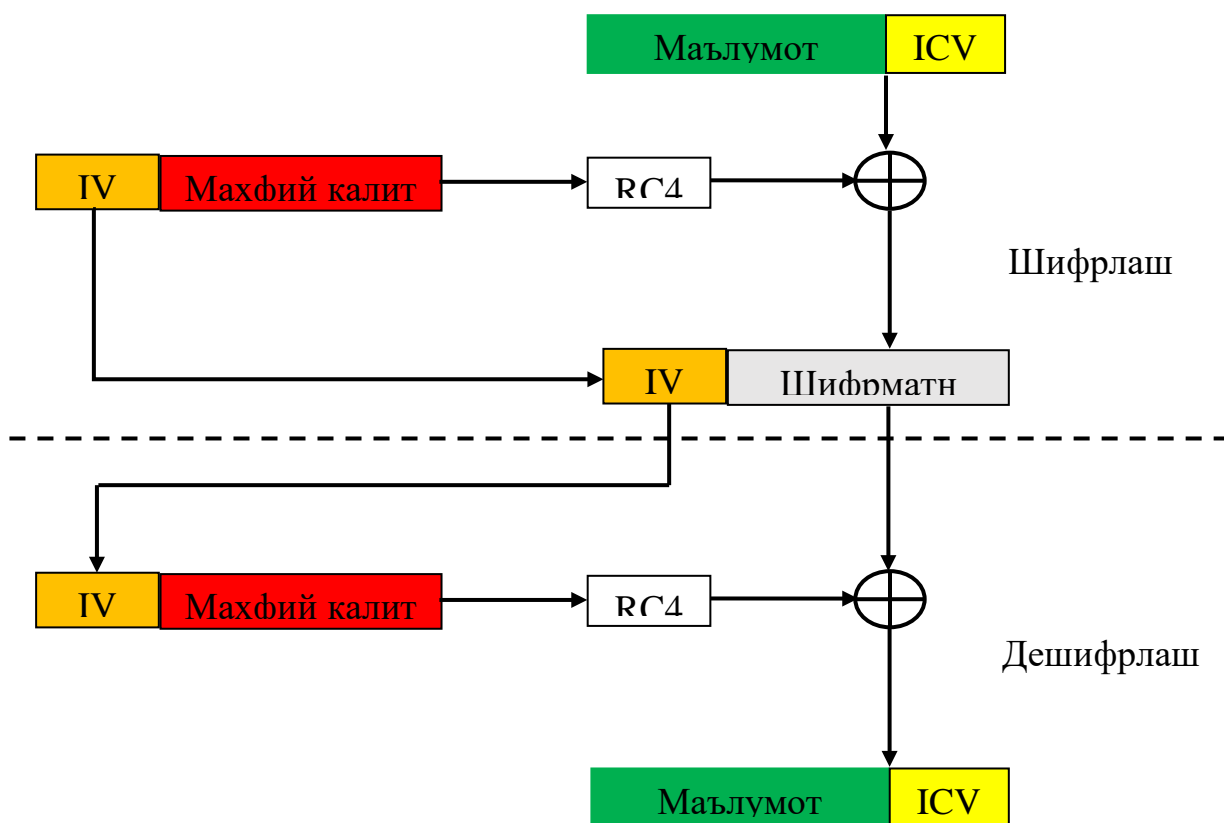 Маълумот ICV
IV Махфий калит RC4
Шифрлаш
IV Шифрматн
IV Махфий калит RC4
Дешифрлаш
Маълумот ICV